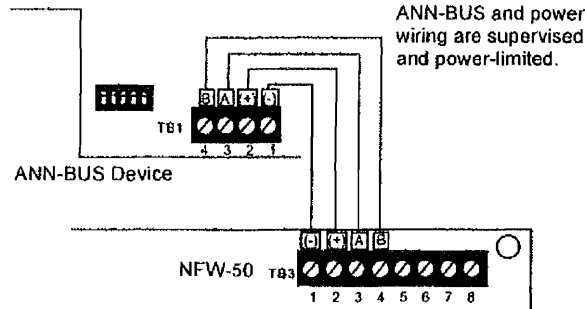 ANN-BUS and power
wiring are supervised
and power-limited.
B A (+) (-)
TB1
4 3 2 1
ANN-BUS Device
(-) (+) A B
NFW-50 TB3
1 2 3 4 5 6 7 8